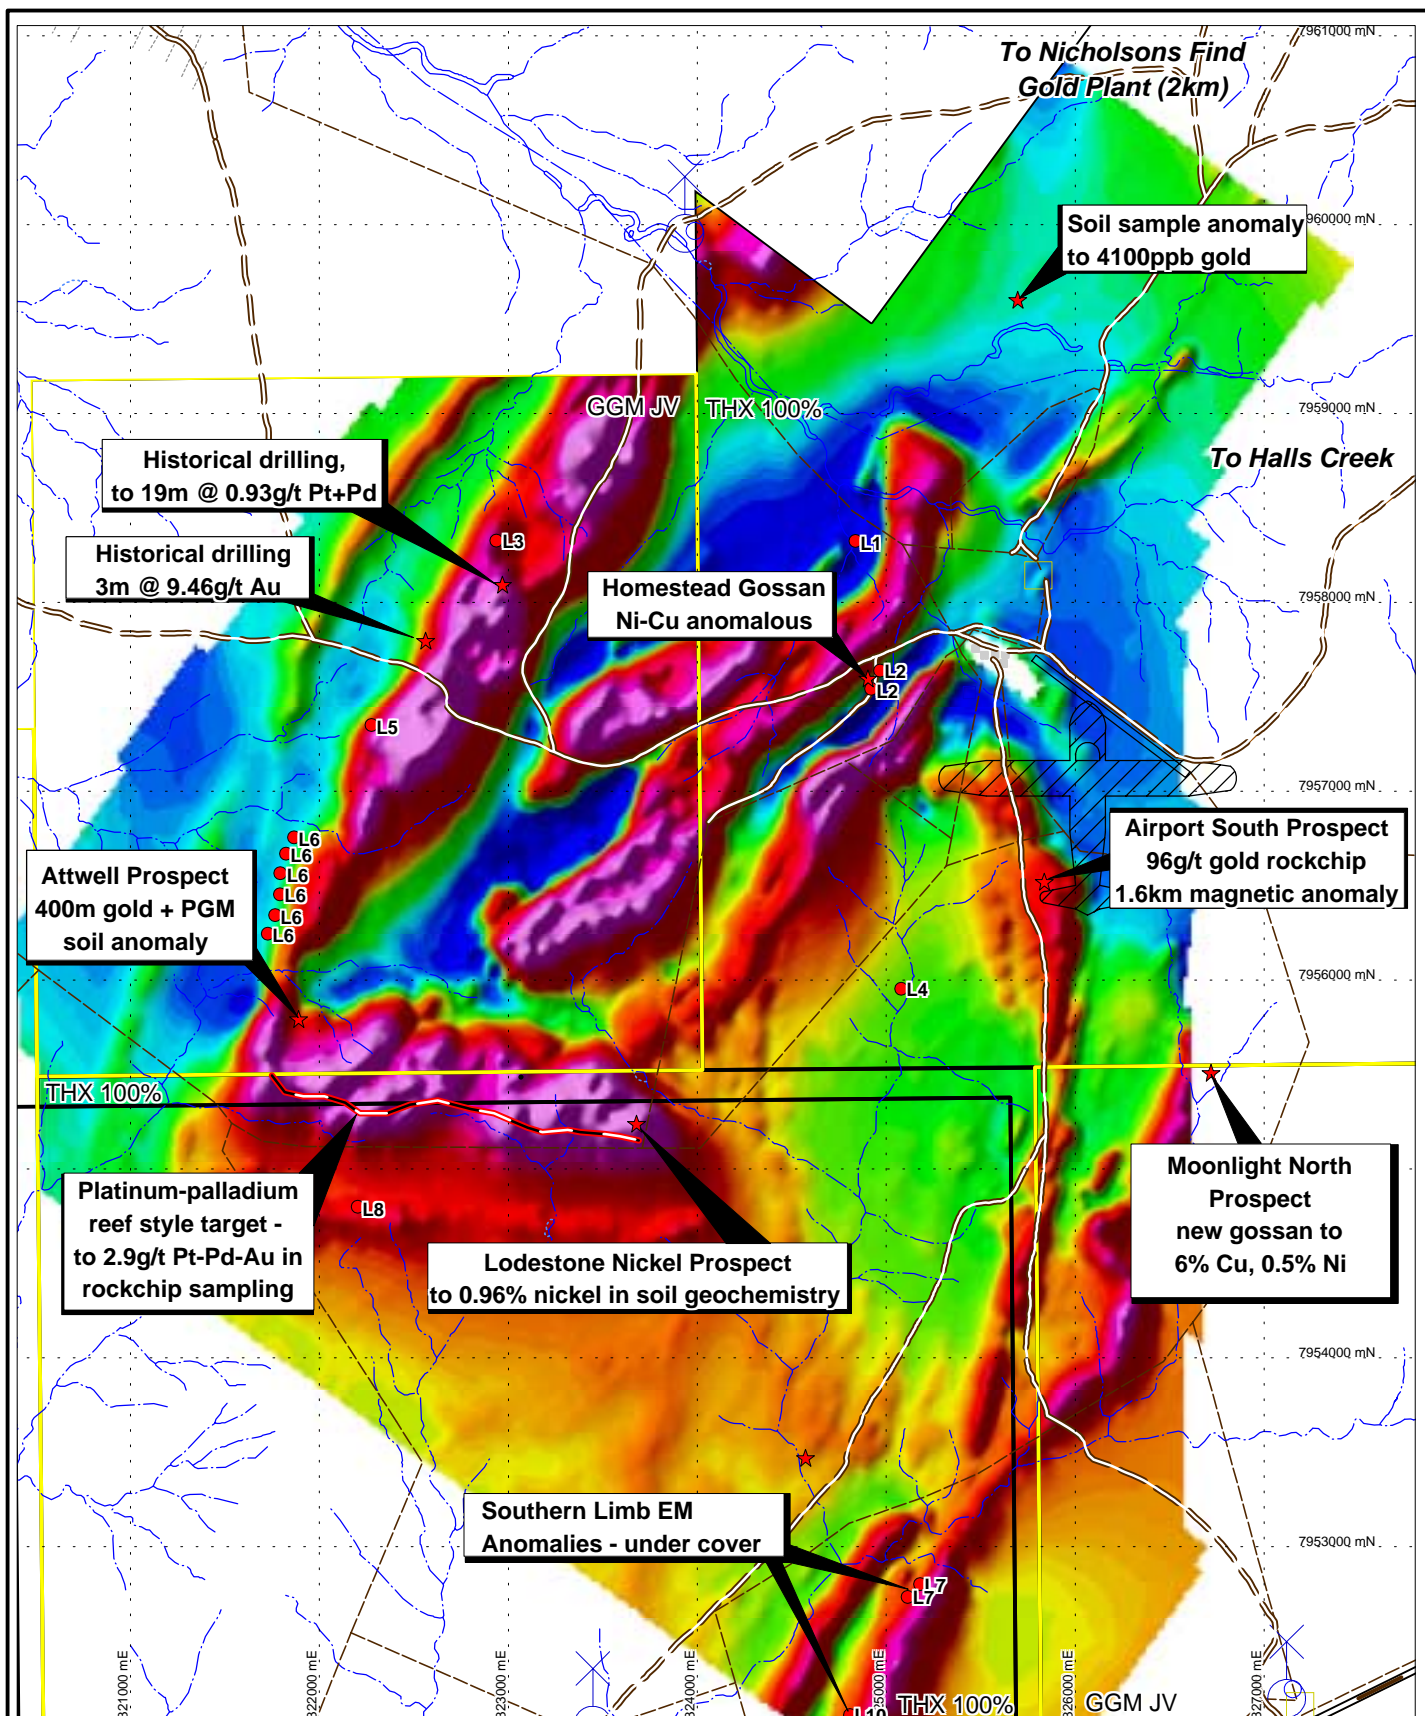 7961000 mN
To Nicholsons Find
Gold Plant (2km)
Soil sample anomaly
to 4100ppb gold
7960000 mN
GGM JV
THX 100%
7959000 mN
To Halls Creek
Historical drilling,
to 19m @ 0.93g/t Pt+Pd
L3
L1
Historical drilling
3m @ 9.46g/t Au
Homestead Gossan
Ni-Cu anomalous
7958000 mN
L2
L2
L5
7957000 mN
Airport South Prospect
96g/t gold rockchip
1.6km magnetic anomaly
L6
L6
L6
L6
L6
L6
Attwell Prospect
400m gold + PGM
soil anomaly
7956000 mN
L4
THX 100%
Moonlight North
Prospect
new gossan to
6% Cu, 0.5% Ni
Platinum-palladium
reef style target -
to 2.9g/t Pt-Pd-Au in
rockchip sampling
L8
Lodestone Nickel Prospect
to 0.96% nickel in soil geochemistry
7954000 mN
Southern Limb EM
Anomalies - under cover
7953000 mN
L7
L7
321000 mE
322000 mE
323000 mE
324000 mE
325000 mE
326000 mE
327000 mE
L10
THX 100%
GGM JV